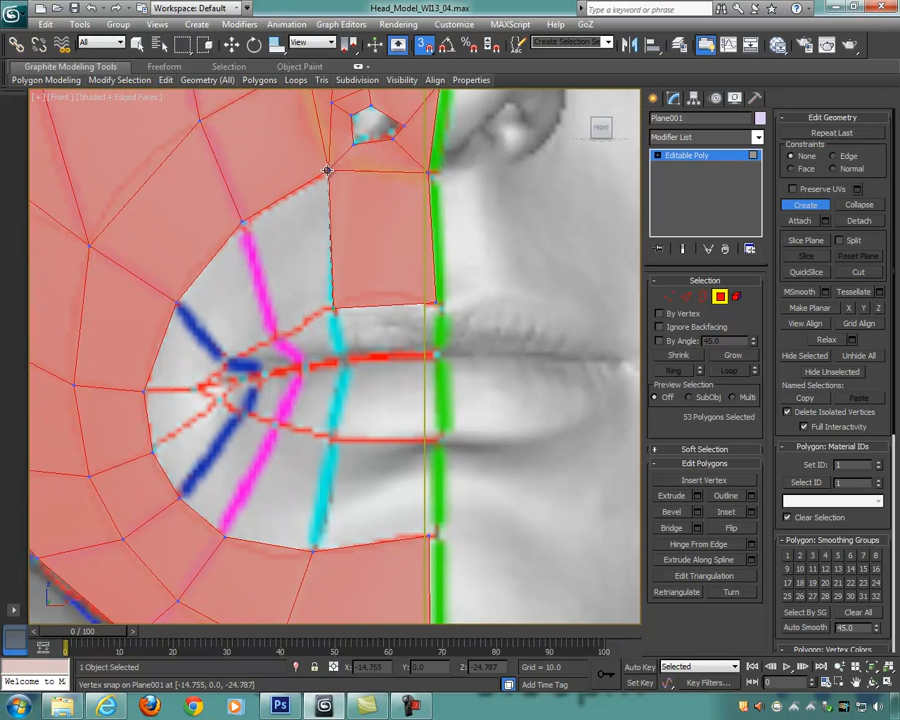 Workspace: Default
Head_Model_WII3_04.max
Type a keyword or phrase
Edit Tools Group Views Create Modifiers Animation Graph Editors Rendering Customize MAXScript Help GoZ
All View Create Selection Se
Graphite Modeling Tools Freeform Selection Object Paint
Polygon Modeling Modify Selection Edit Geometry (All) Polygons Loops Tris Subdivision Visibility Align Properties
[ + ] [ Front ] [ Shaded + Edged Faces ]
FRONT
Plane001
Modifier List
Editable Poly
Selection
By Vertex
Ignore Backfacing
By Angle: 45.0
Shrink Grow
Ring Loop
Preview Selection
Off SubObj Multi
53 Polygons Selected
Soft Selection
Edit Polygons
Insert Vertex
Extrude Outline
Bevel Inset
Bridge Flip
Hinge From Edge
Extrude Along Spline
Edit Triangulation
Retriangulate Turn
Edit Geometry
Repeat Last
Constraints
None Edge
Face Normal
Preserve UVs
Create Collapse
Attach Detach
Slice Plane Split
Slice Reset Plane
QuickSlice Cut
MSmooth Tessellate
Make Planar X Y Z
View Align Grid Align
Relax
Hide Selected Unhide All
Hide Unselected
Named Selections:
Copy Paste
Delete Isolated Vertices
Full Interactivity
Polygon: Material IDs
Set ID: 1
Select ID 1
Clear Selection
Polygon: Smoothing Groups
1 2 3 4 5 6 7 8
9 10 11 12 13 14 15 16
17 18 19 20 21 22 23 24
25 26 27 28 29 30 31 32
Select By SG Clear All
Auto Smooth 45.0
Polygon: Vertex Colors
0 / 100
0 10 20 30 40 50 60 70 80 90 100
1 Object Selected X: -14.755 Y: 0.0 Z: -24.787 Grid = 10.0 Auto Key Selected
Welcome to M Vertex snap on Plane001 at [-14.755, 0.0, -24.787] Add Time Tag Set Key Key Filters... 0